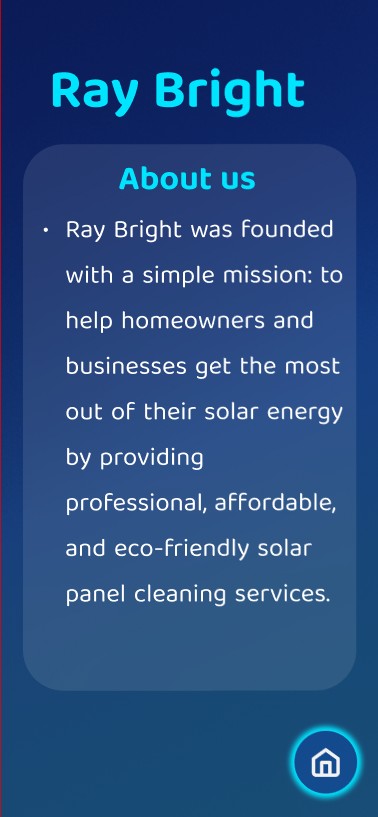 Ray Bright
About us
• Ray Bright was founded
with a simple mission: to
help homeowners and
businesses get the most
out of their solar energy
by providing
professional, affordable,
and eco-friendly solar
panel cleaning services.